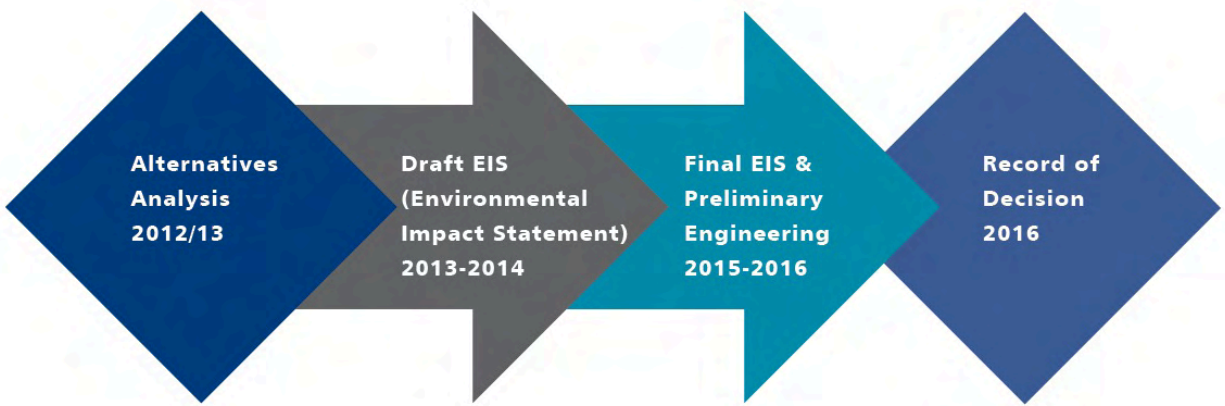 Alternatives
Analysis
2012/13
Draft EIS
(Environmental
Impact Statement)
2013-2014
Final EIS &
Preliminary
Engineering
2015-2016
Record of
Decision
2016